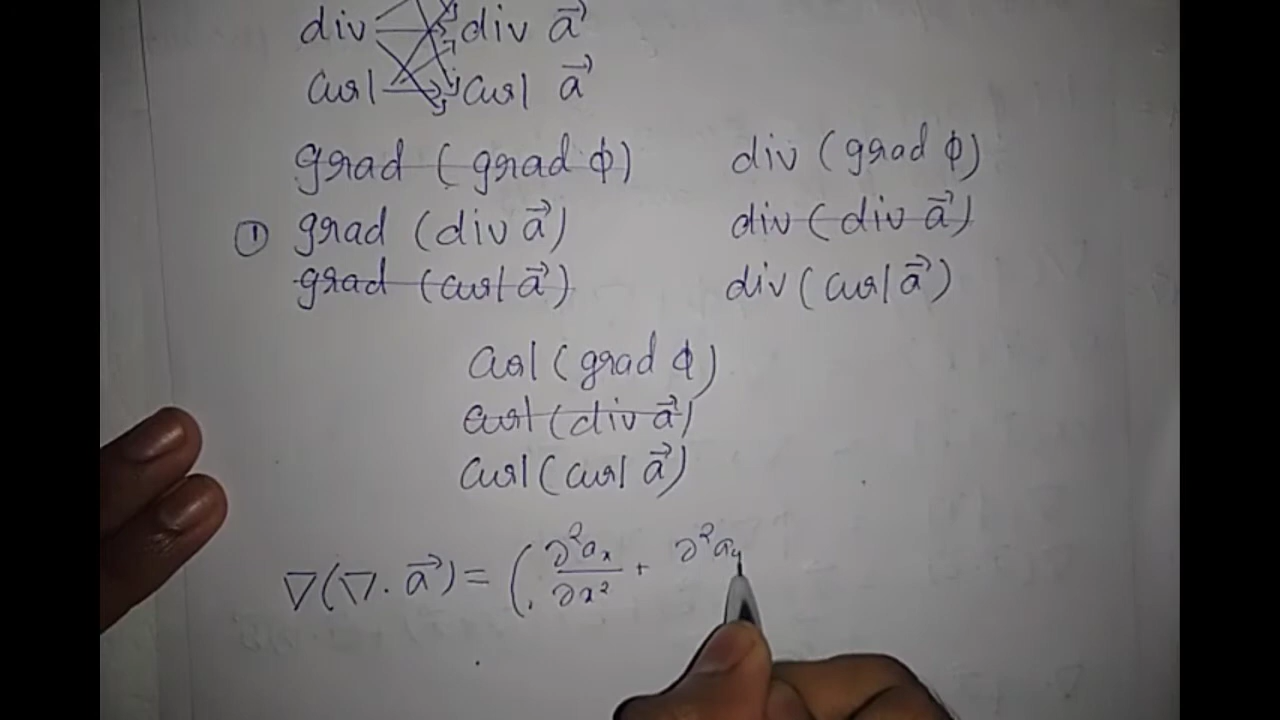 div div a⃗
curl curl a⃗
grad (grad ϕ) div (grad ϕ)
① grad (div a⃗) div (div a⃗)
grad (curl a⃗) div (curl a⃗)
curl (grad ϕ)
curl (div a⃗)
curl (curl a⃗)
∇(∇. a⃗) = ( ∂²aₓ/∂x² + ∂²aᵧ